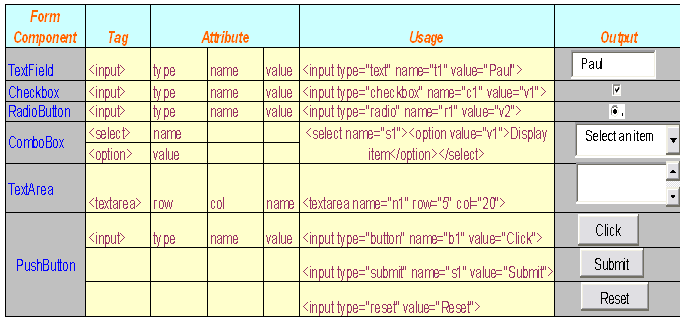 Form Component Tag Attribute Usage Output
TextField <input> type name value <input type="text" name="t1" value="Paul"> Paul
Checkbox <input> type name value <input type="checkbox" name="c1" value="v1">
RadioButton <input> type name value <input type="radio" name="r1" value="v2">
ComboBox <select> name <select name="s1"><option value="v1">Display Select an item
<option> value item</option></select>
TextArea
<textarea> row col name <textarea name="n1" row="5" col="20">
PushButton <input> type name value <input type="button" name="b1" value="Click"> Click
<input type="submit" name="s1" value="Submit"> Submit
<input type="reset" value="Reset"> Reset